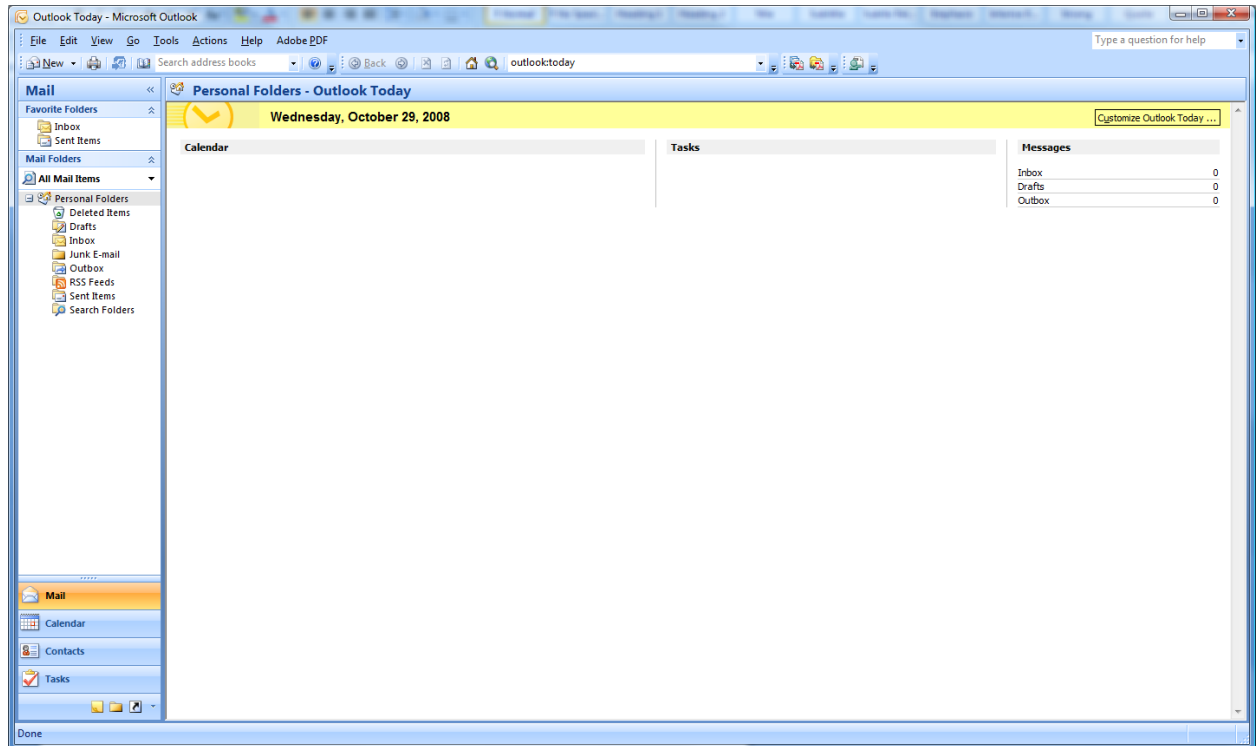 Outlook Today - Microsoft Outlook
File Edit View Go Tools Actions Help Adobe PDF
Type a question for help
New Search address books Back outlook:today
Mail «
Personal Folders - Outlook Today
Favorite Folders
Inbox
Sent Items
Mail Folders
All Mail Items
Personal Folders
Deleted Items
Drafts
Inbox
Junk E-mail
Outbox
RSS Feeds
Sent Items
Search Folders
Wednesday, October 29, 2008
Customize Outlook Today ...
Calendar
Tasks
Messages
Inbox 0
Drafts 0
Outbox 0
Mail
Calendar
Contacts
Tasks
Done